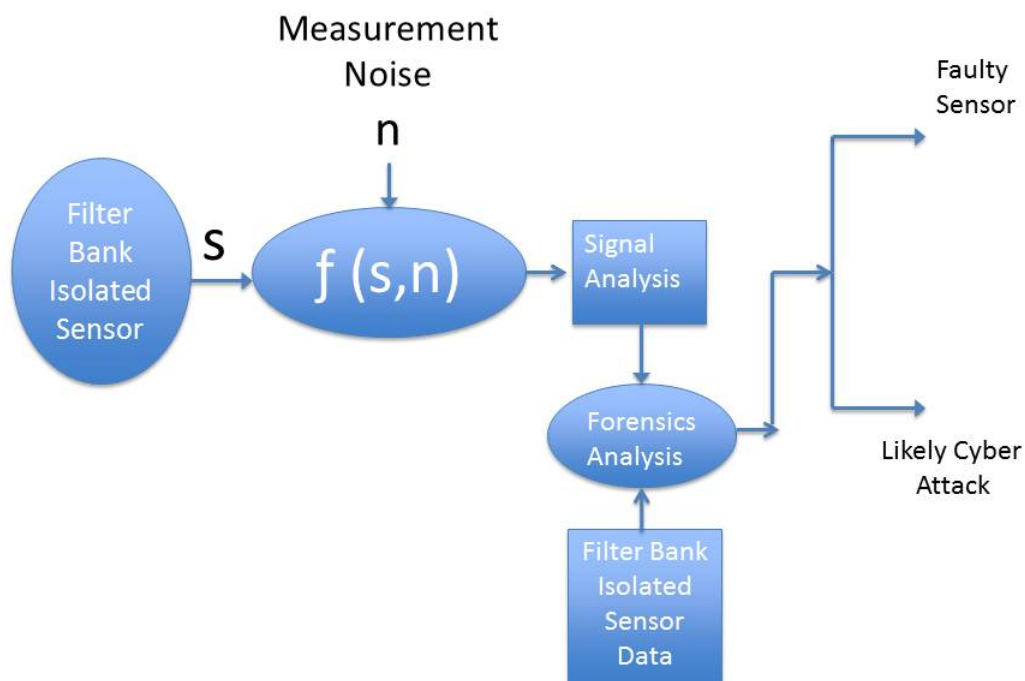 Measurement
Noise
n
Faulty
Sensor
Filter
Bank
Isolated
Sensor
s
ƒ (s,n)
Signal
Analysis
Forensics
Analysis
Likely Cyber
Attack
Filter Bank
Isolated
Sensor
Data